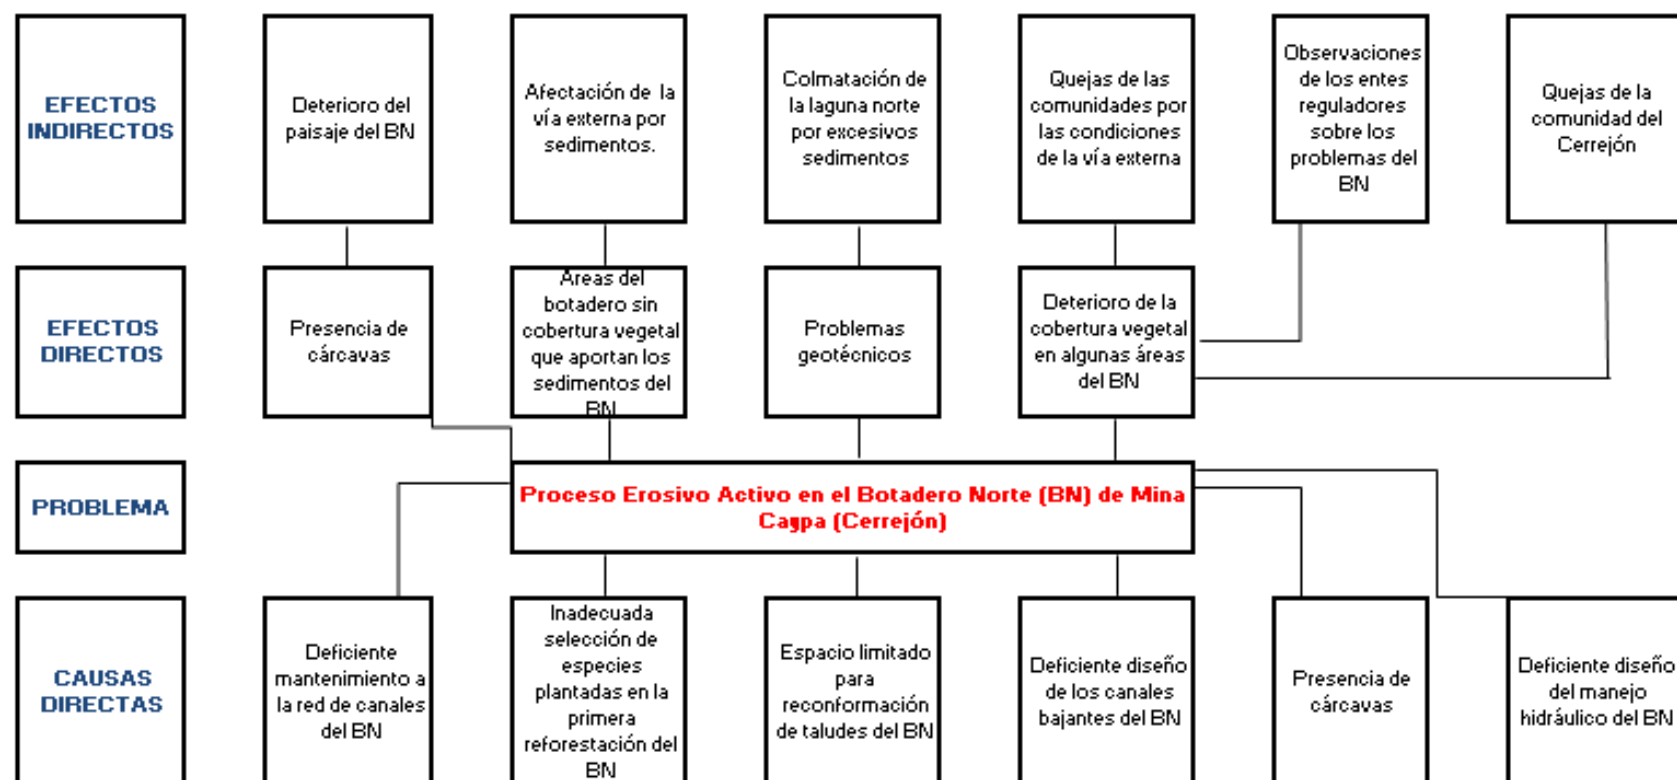 EFECTOS
INDIRECTOS
Deterioro del
paisaje del BN
Afectación de la
vía externa por
sedimentos.
Colmatación de
la laguna norte
por excesivos
sedimentos
Quejas de las
comunidades por
las condiciones
de la vía externa
Observaciones
de los entes
reguladores
sobre los
problemas del
BN
Quejas de la
comunidad del
Cerrejón
EFECTOS
DIRECTOS
Presencia de
cárcavas
Áreas del
botadero sin
cobertura vegetal
que aportan los
sedimentos del
BN
Problemas
geotécnicos
Deterioro de la
cobertura vegetal
en algunas áreas
del BN
PROBLEMA
Proceso Erosivo Activo en el Botadero Norte (BN) de Mina
Caypa (Cerrejón)
CAUSAS
DIRECTAS
Deficiente
mantenimiento a
la red de canales
del BN
Inadecuada
selección de
especies
plantadas en la
primera
reforestación del
BN
Espacio limitado
para
reconformación
de taludes del BN
Deficiente diseño
de los canales
bajantes del BN
Presencia de
cárcavas
Deficiente diseño
del manejo
hidráulico del BN